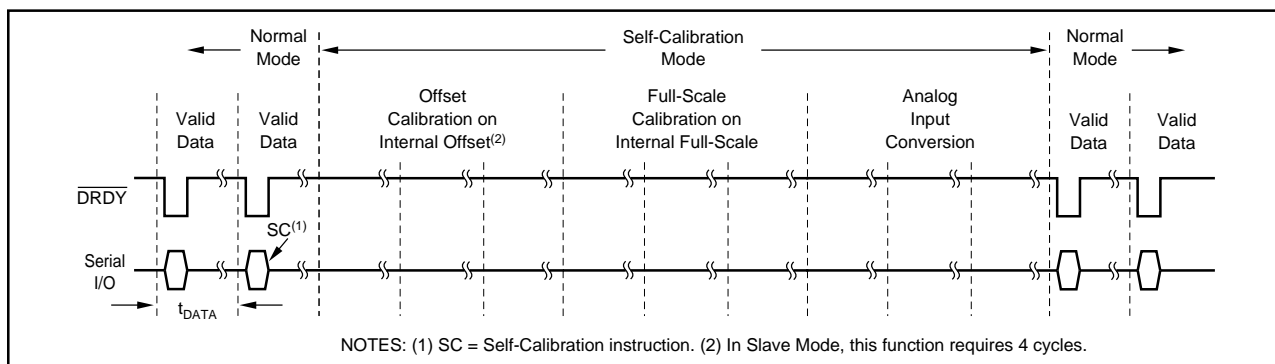 Normal
Mode
Self-Calibration
Mode
Normal
Mode
Valid
Data
Valid
Data
Offset
Calibration on
Internal Offset(2)
Full-Scale
Calibration on
Internal Full-Scale
Analog
Input
Conversion
Valid
Data
Valid
Data
DRDY
SC(1)
Serial
I/O
tDATA
NOTES: (1) SC = Self-Calibration instruction. (2) In Slave Mode, this function requires 4 cycles.